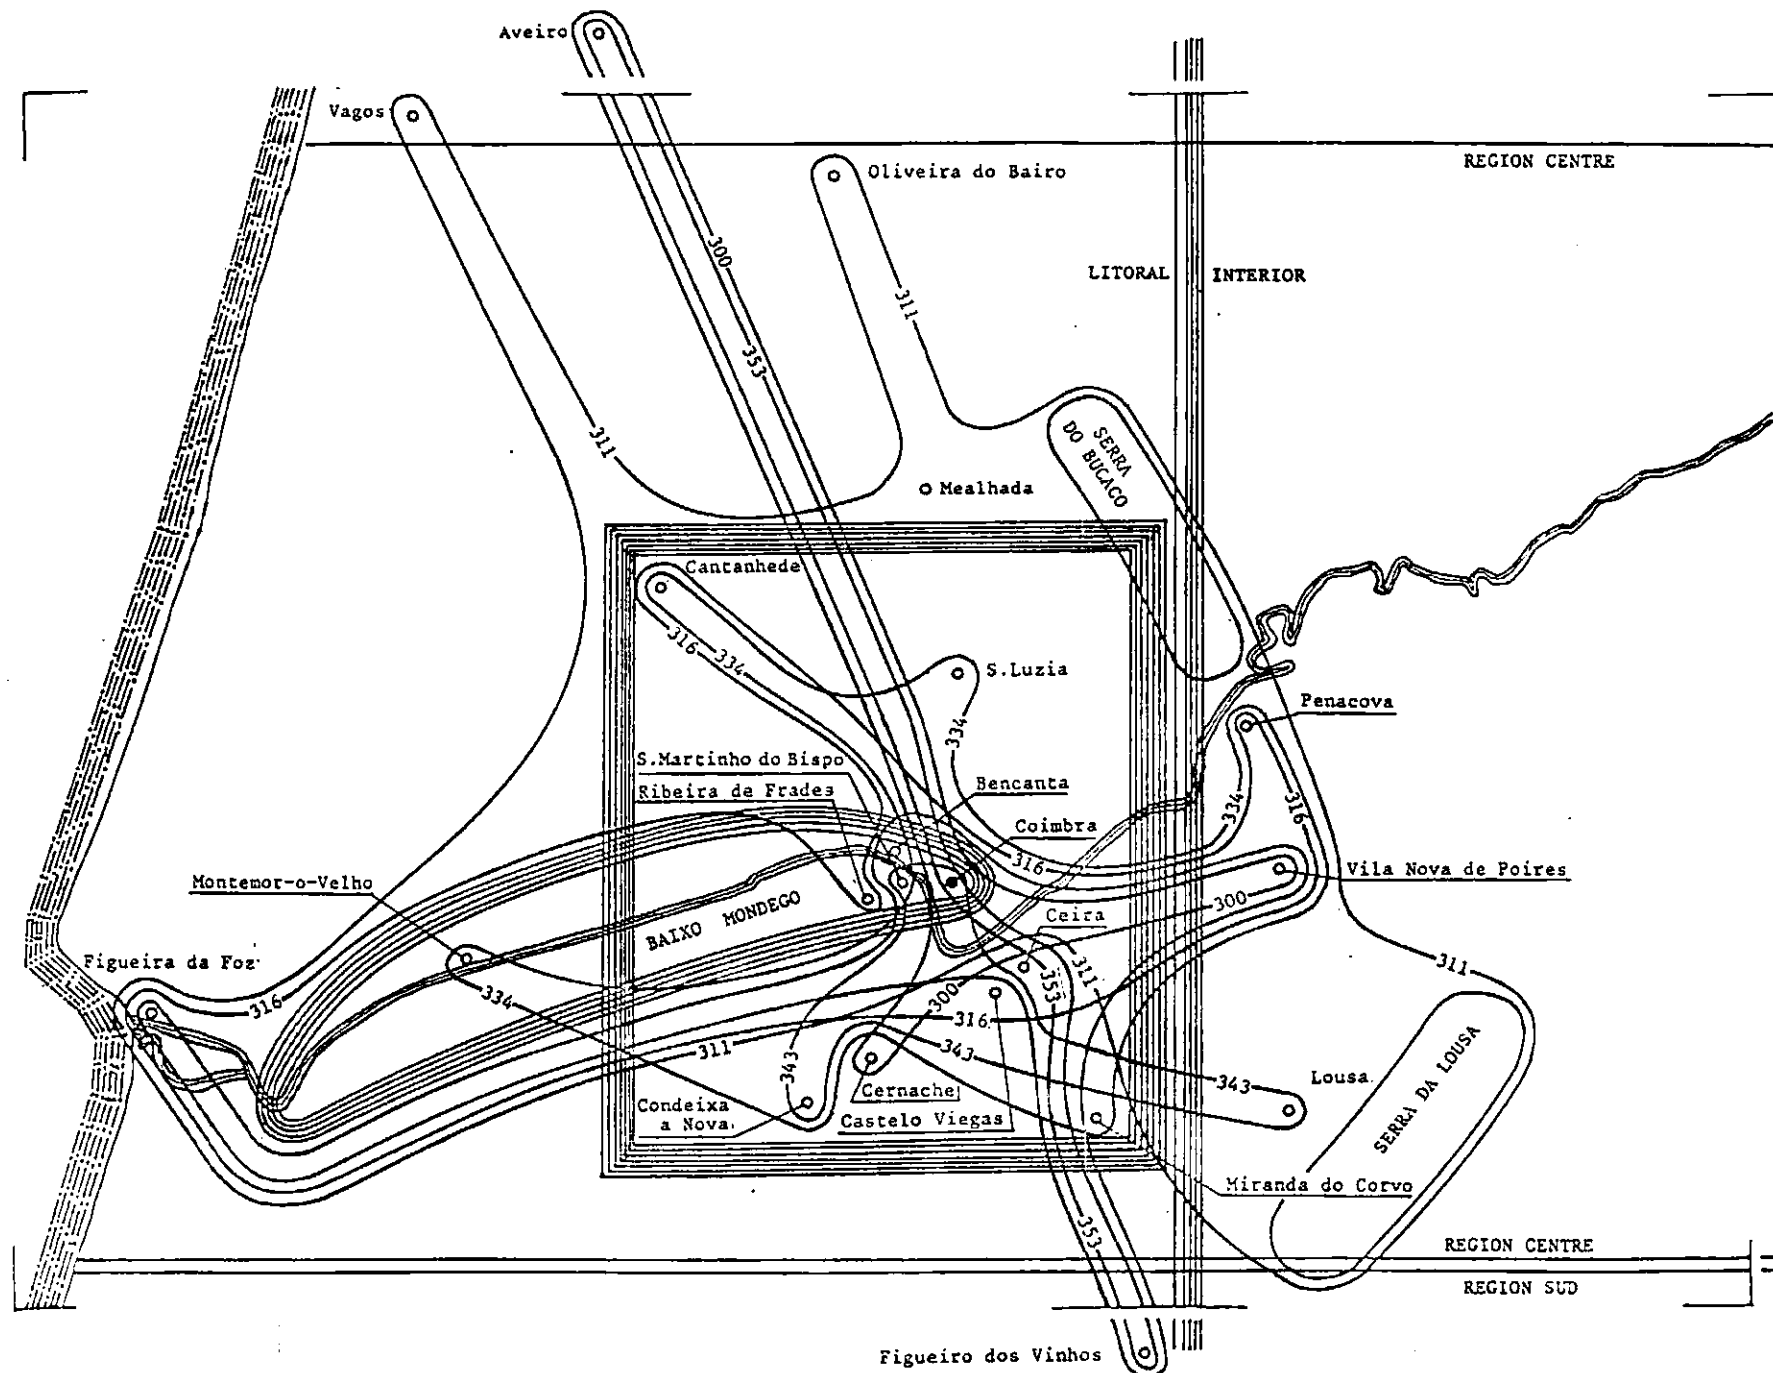 Aveiro
Vagos
Oliveira do Bairo
REGION CENTRE
300
LITORAL
INTERIOR
311
353
311
SERRA
DO BUCACO
Mealhada
Cantanhede
316
334
S.Luzia
334
Penacova
S.Martinho do Bispo
Ribeira de Frades
Bencanta
Coimbra
334
316
316
Vila Nova de Poires
Montemor-o-Velho
BAIXO MONDEGO
Ceira
300
Figueira da Foz
316
334
300
353
311
311
316
311
343
343
343
Lousa
SERRA DA LOUSA
Cernache
Condeixa
a Nova
Castelo Viegas
Miranda do Corvo
353
REGION CENTRE
REGION SUD
Figueiro dos Vinhos